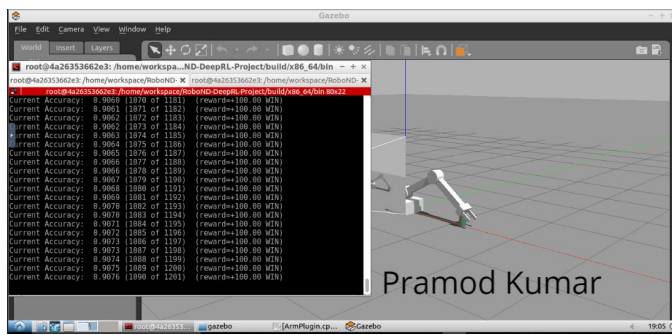 Gazebo
File Edit Camera View Window Help
World Insert Layers
root@4a26353662e3: /home/workspa...ND-DeepRL-Project/build/x86_64/bin
root@4a26353662e3:/home/workspace/RoboND- root@4a26353662e3:/home/workspace/RoboND-
root@4a26353662e3: /home/workspace/RoboND-DeepRL-Project/build/x86_64/bin 80x22
Current Accuracy: 0.9060 (1070 of 1181) (reward=+100.00 WIN)
Current Accuracy: 0.9061 (1071 of 1182) (reward=+100.00 WIN)
Current Accuracy: 0.9062 (1072 of 1183) (reward=+100.00 WIN)
Current Accuracy: 0.9062 (1073 of 1184) (reward=+100.00 WIN)
Current Accuracy: 0.9063 (1074 of 1185) (reward=+100.00 WIN)
Current Accuracy: 0.9064 (1075 of 1186) (reward=+100.00 WIN)
Current Accuracy: 0.9065 (1076 of 1187) (reward=+100.00 WIN)
Current Accuracy: 0.9066 (1077 of 1188) (reward=+100.00 WIN)
Current Accuracy: 0.9066 (1078 of 1189) (reward=+100.00 WIN)
Current Accuracy: 0.9067 (1079 of 1190) (reward=+100.00 WIN)
Current Accuracy: 0.9068 (1080 of 1191) (reward=+100.00 WIN)
Current Accuracy: 0.9069 (1081 of 1192) (reward=+100.00 WIN)
Current Accuracy: 0.9070 (1082 of 1193) (reward=+100.00 WIN)
Current Accuracy: 0.9070 (1083 of 1194) (reward=+100.00 WIN)
Current Accuracy: 0.9071 (1084 of 1195) (reward=+100.00 WIN)
Current Accuracy: 0.9072 (1085 of 1196) (reward=+100.00 WIN)
Current Accuracy: 0.9073 (1086 of 1197) (reward=+100.00 WIN)
Current Accuracy: 0.9073 (1087 of 1198) (reward=+100.00 WIN)
Current Accuracy: 0.9074 (1088 of 1199) (reward=+100.00 WIN)
Current Accuracy: 0.9075 (1089 of 1200) (reward=+100.00 WIN)
Current Accuracy: 0.9076 (1090 of 1201) (reward=+100.00 WIN)
Pramod Kumar
root@4a26353... gazebo [ArmPlugin.cp... Gazebo 19:05